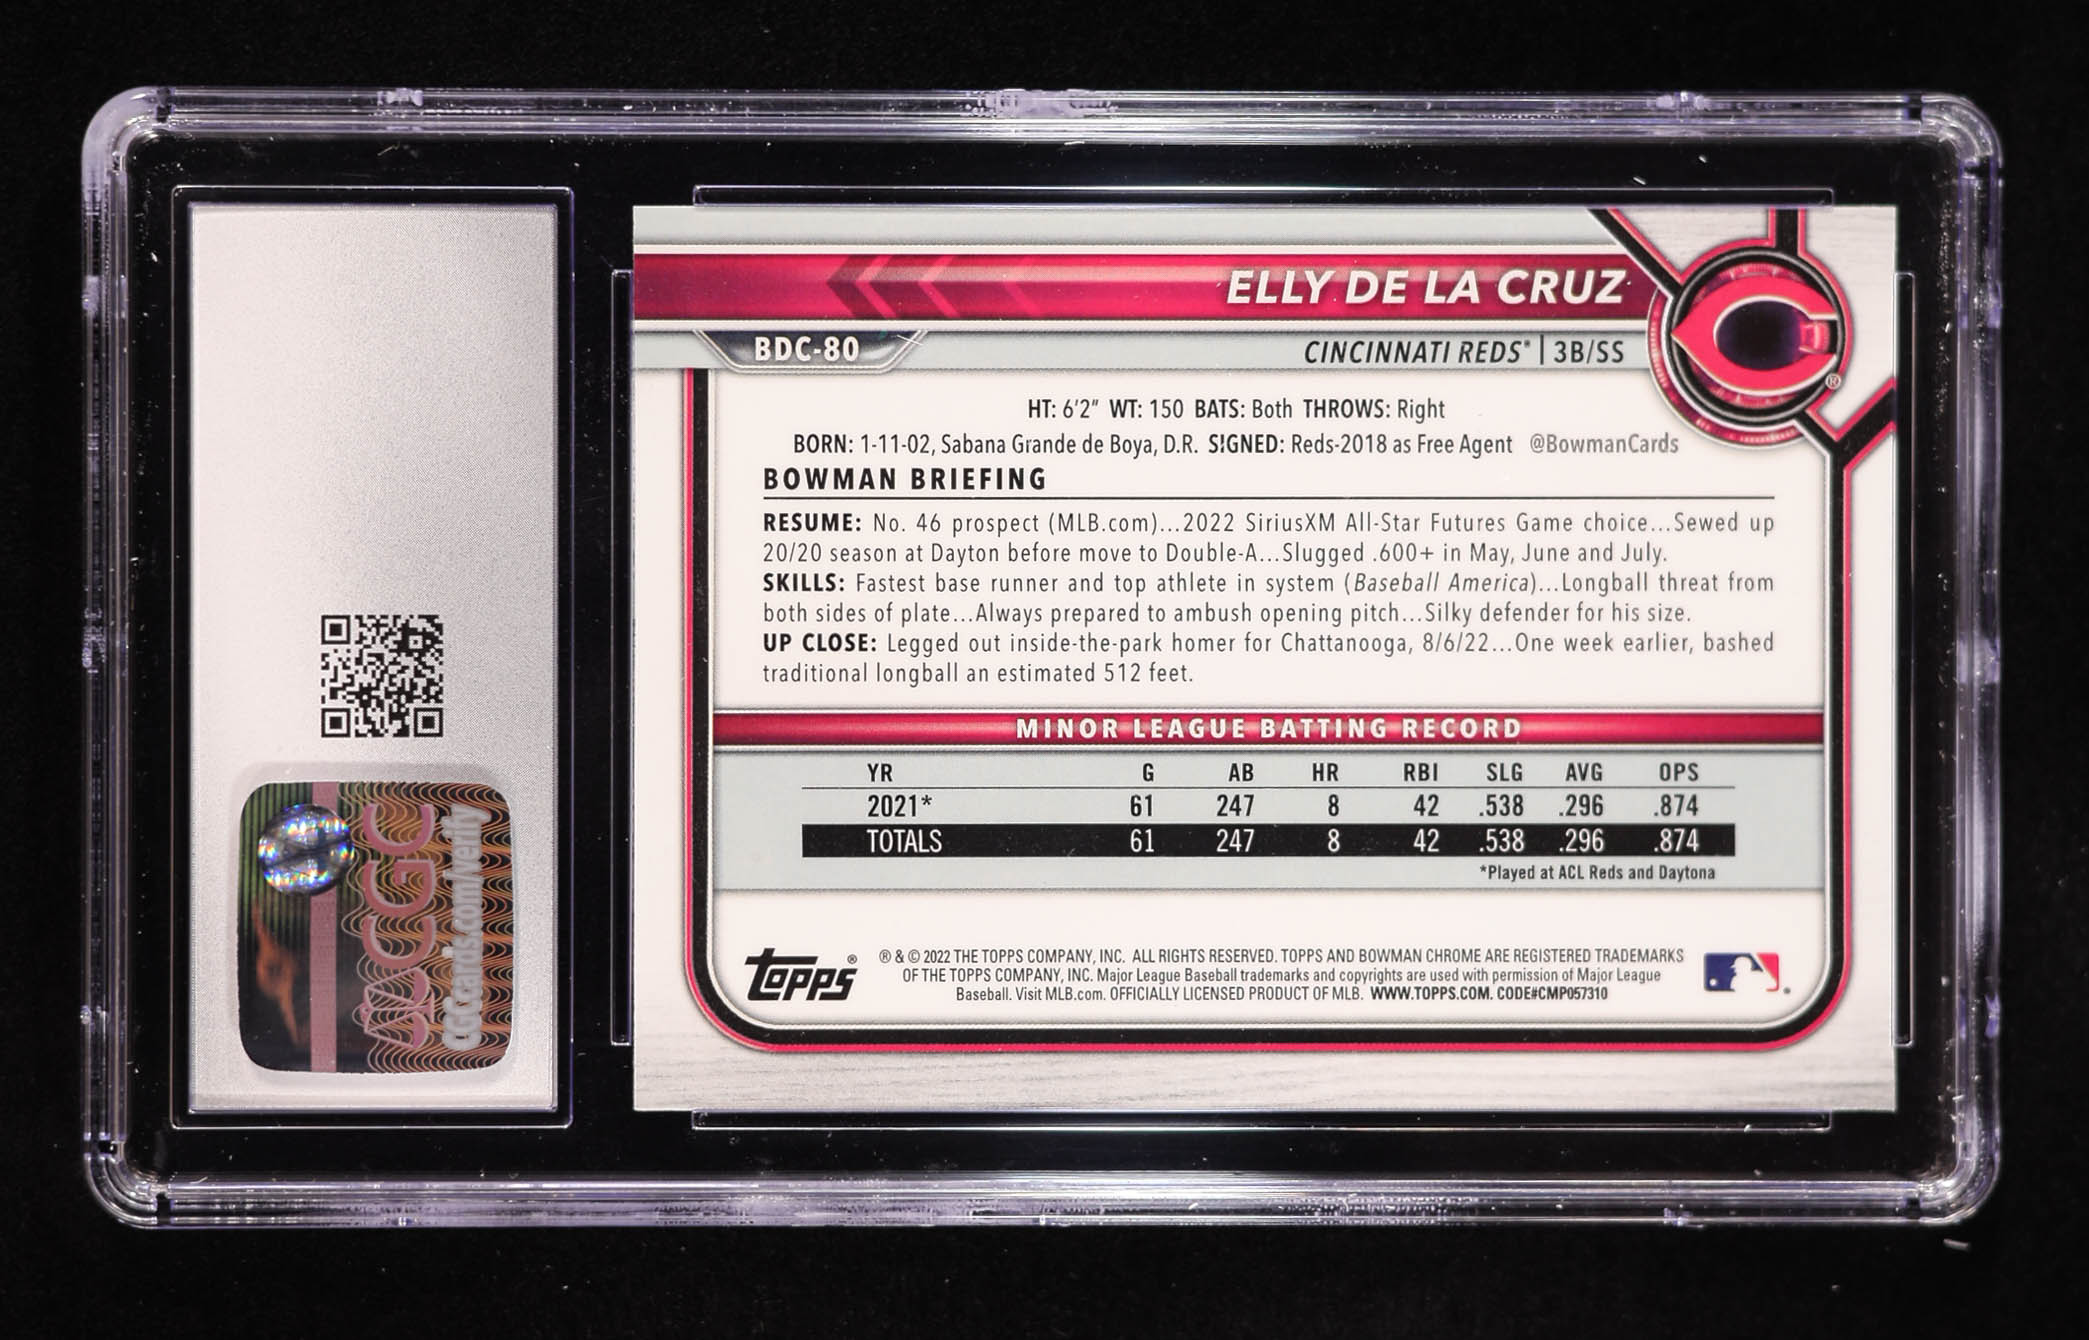 ELLY DE LA CRUZ
BDC-80
CINCINNATI REDS® | 3B/SS
HT: 6'2" WT: 150 BATS: Both THROWS: Right
BORN: 1-11-02, Sabana Grande de Boya, D.R. SIGNED: Reds-2018 as Free Agent @BowmanCards
BOWMAN BRIEFING
RESUME: No. 46 prospect (MLB.com)...2022 SiriusXM All-Star Futures Game choice...Sewed up
20/20 season at Dayton before move to Double-A...Slugged .600+ in May, June and July.
SKILLS: Fastest base runner and top athlete in system (Baseball America)...Longball threat from
both sides of plate...Always prepared to ambush opening pitch...Silky defender for his size.
UP CLOSE: Legged out inside-the-park homer for Chattanooga, 8/6/22...One week earlier, bashed
traditional longball an estimated 512 feet.
MINOR LEAGUE BATTING RECORD
YR G AB HR RBI SLG AVG OPS
2021* 61 247 8 42 .538 .296 .874
TOTALS 61 247 8 42 .538 .296 .874
*Played at ACL Reds and Daytona
topps®
® & © 2022 THE TOPPS COMPANY, INC. ALL RIGHTS RESERVED. TOPPS AND BOWMAN CHROME ARE REGISTERED TRADEMARKS
OF THE TOPPS COMPANY, INC. Major League Baseball trademarks and copyrights are used with permission of Major League
Baseball. Visit MLB.com. OFFICIALLY LICENSED PRODUCT OF MLB. WWW.TOPPS.COM. CODE#CMP057310
CGC
CGCcards.com/verify